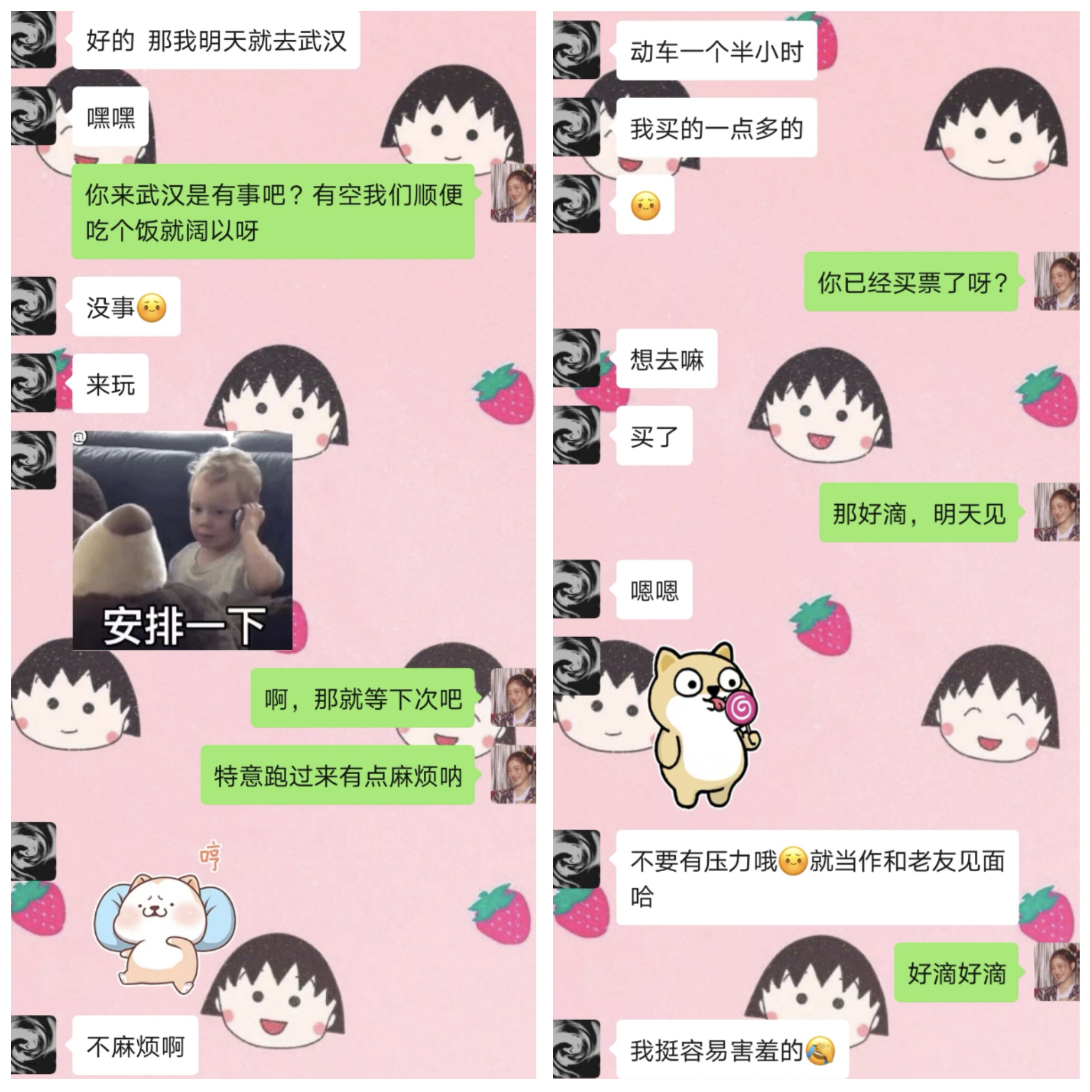 好的 那我明天就去武汉
嘿嘿
你来武汉是有事吧？有空我们顺便
吃个饭就阔以呀
没事
来玩
安排一下
啊，那就等下次吧
特意跑过来有点麻烦呐
哼
不麻烦啊
动车一个半小时
我买的一点多的
你已经买票了呀？
想去嘛
买了
那好滴，明天见
嗯嗯
不要有压力哦就当作和老友见面
哈
好滴好滴
我挺容易害羞的